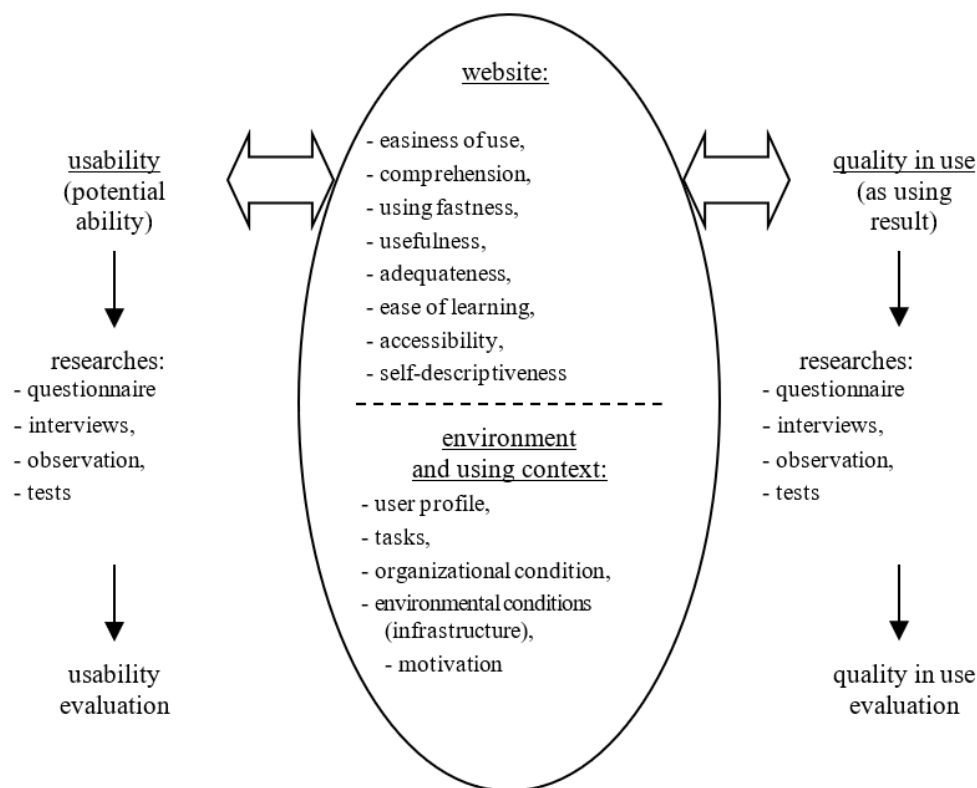 usability
(potential
ability)
researches:
- questionnaire
- interviews,
- observation,
- tests
usability
evaluation
website:
- easiness of use,
- comprehension,
- using fastness,
- usefulness,
- adequateness,
- ease of learning,
- accessibility,
- self-descriptiveness
environment
and using context:
- user profile,
- tasks,
- organizational condition,
- environmental conditions
(infrastructure),
- motivation
quality in use
(as using
result)
researches:
- questionnaire
- interviews,
- observation,
- tests
quality in use
evaluation